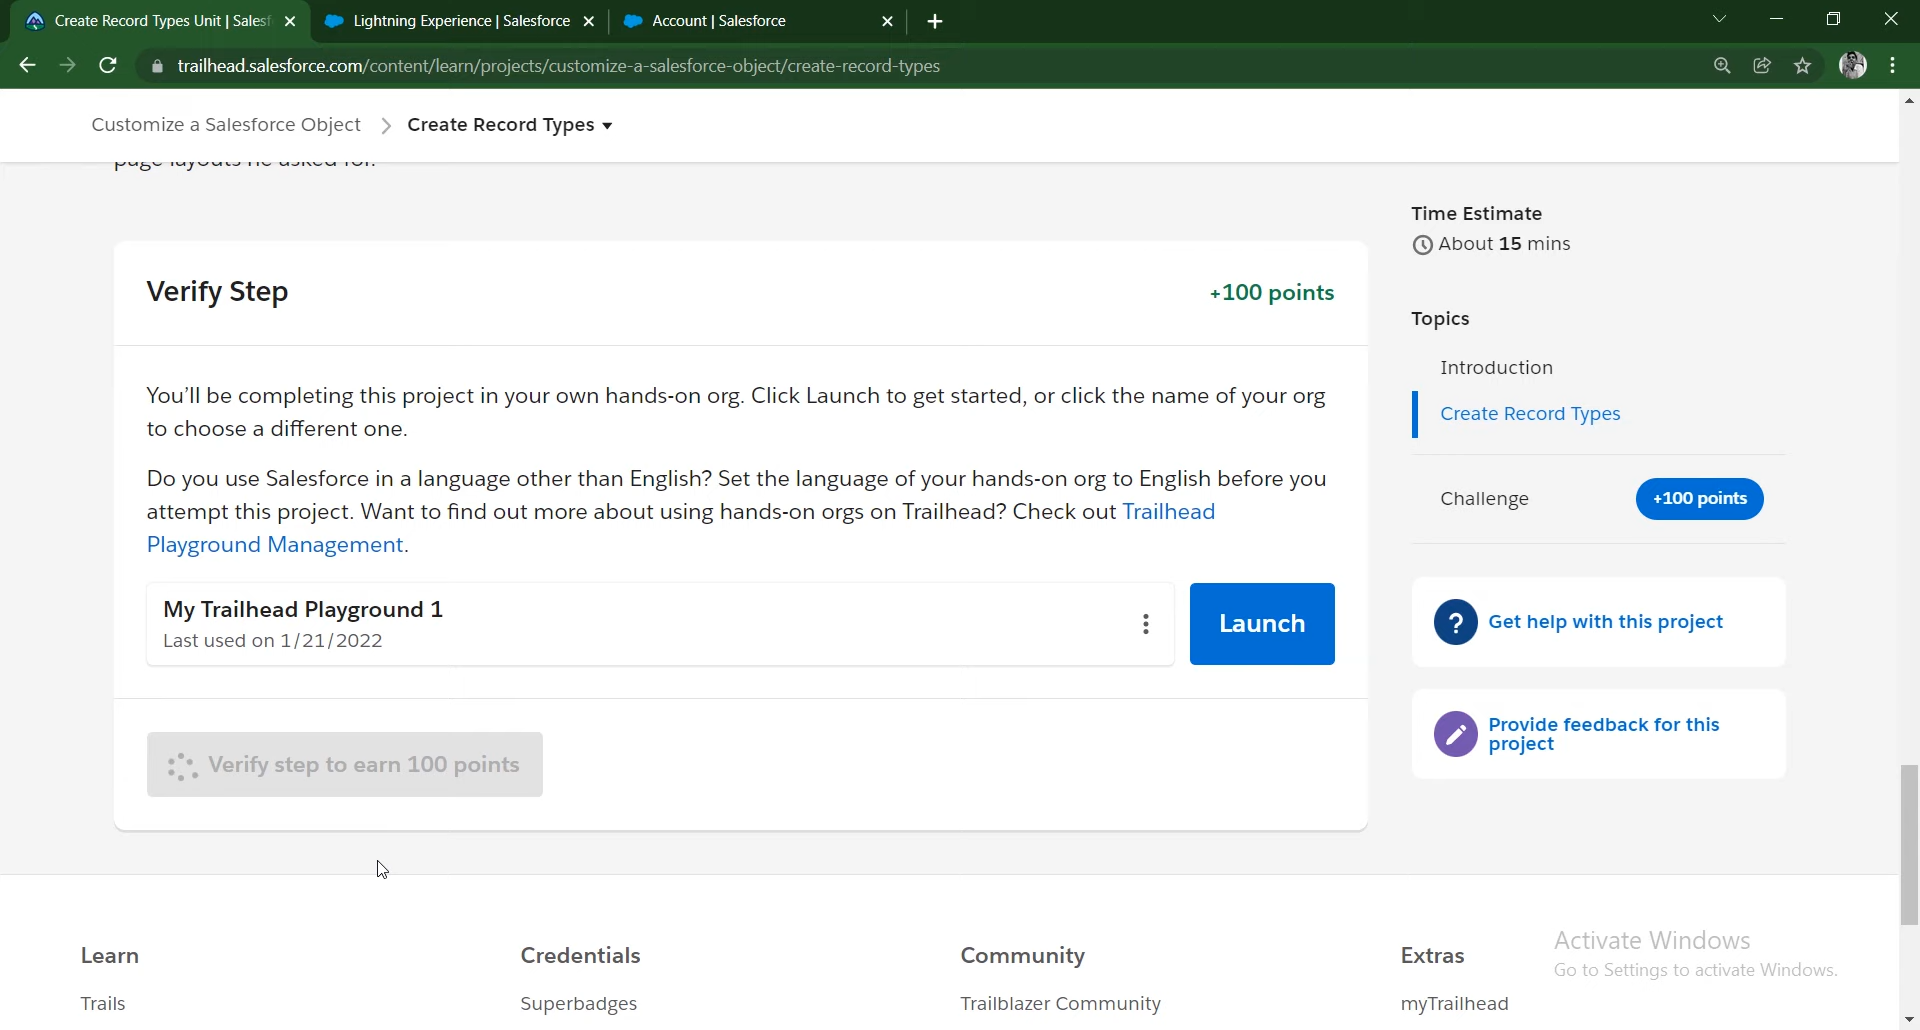 Create Record Types Unit | Salesf
Lightning Experience | Salesforce
Account | Salesforce
trailhead.salesforce.com/content/learn/projects/customize-a-salesforce-object/create-record-types
Customize a Salesforce Object
Create Record Types
page layouts he asked for.
Verify Step
+100 points
You’ll be completing this project in your own hands-on org. Click Launch to get started, or click the name of your org
to choose a different one.
Do you use Salesforce in a language other than English? Set the language of your hands-on org to English before you
attempt this project. Want to find out more about using hands-on orgs on Trailhead? Check out Trailhead
Playground Management.
My Trailhead Playground 1
Last used on 1/21/2022
Launch
Verify step to earn 100 points
Time Estimate
About 15 mins
Topics
Introduction
Create Record Types
Challenge
+100 points
?
Get help with this project
Provide feedback for this
project
Learn
Credentials
Community
Extras
Trails
Superbadges
Trailblazer Community
myTrailhead
Activate Windows
Go to Settings to activate Windows.